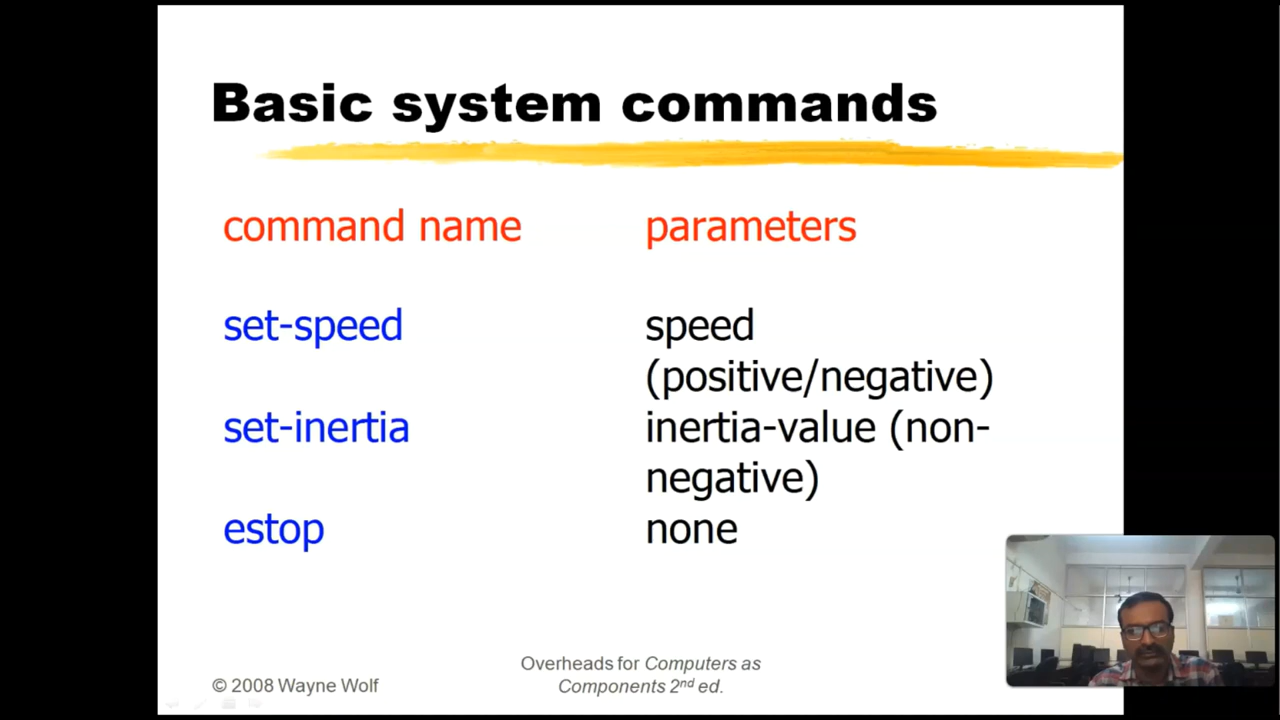 Basic system commands
command name parameters
set-speed speed
(positive/negative)
set-inertia inertia-value (non-
negative)
estop none
© 2008 Wayne Wolf
Overheads for Computers as
Components 2nd ed.